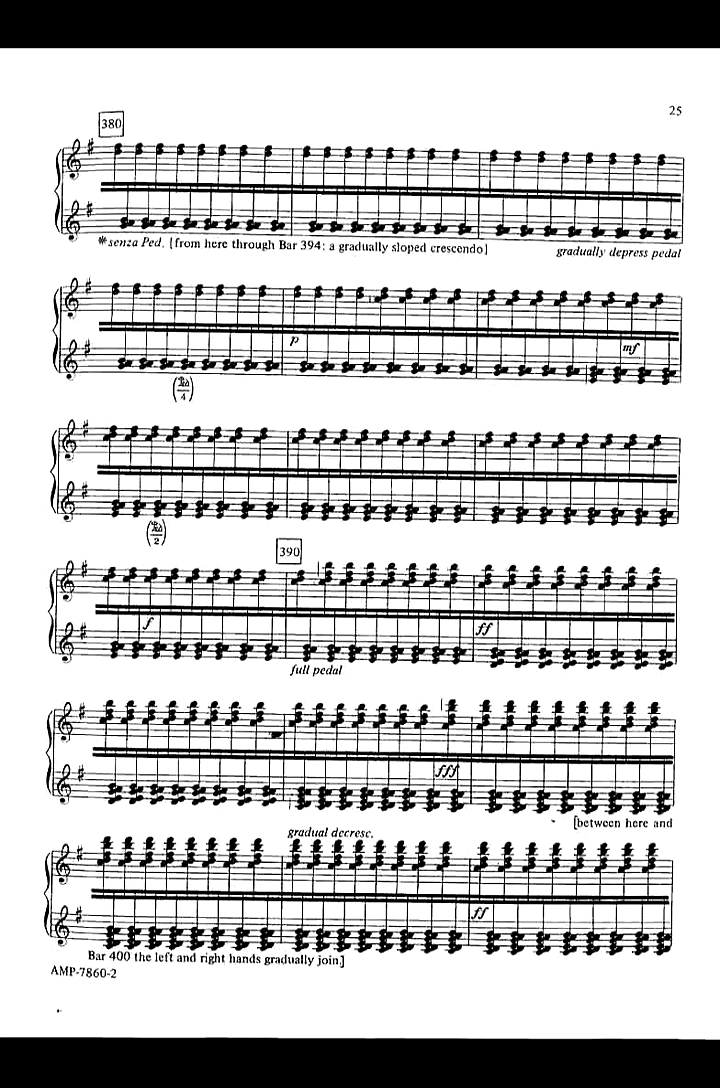 25
380
*senza Ped. [from here through Bar 394: a gradually sloped crescendo]
gradually depress pedal
p
mf
4
2
390
f
ff
full pedal
fff
[between here and
gradual decresc.
ff
Bar 400 the left and right hands gradually join.]
AMP-7860-2